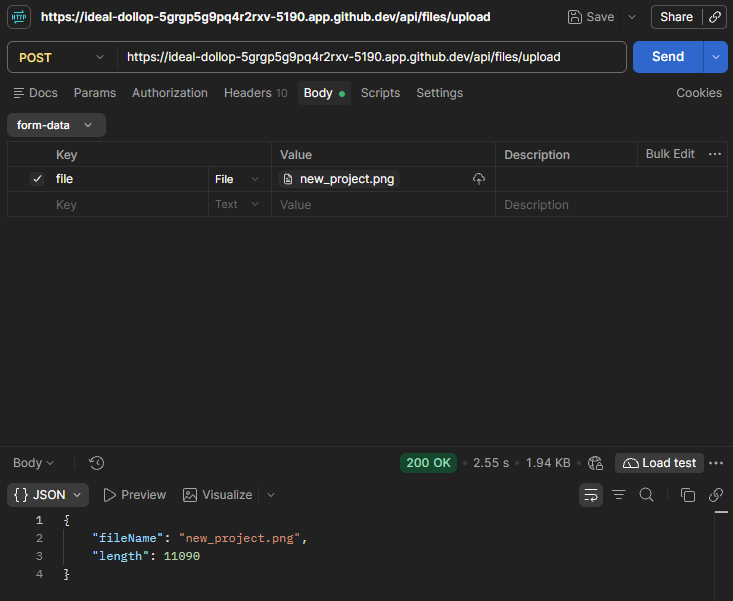 HTTP https://ideal-dollop-5grgp5g9pq4r2rxv-5190.app.github.dev/api/files/upload Save Share
POST https://ideal-dollop-5grgp5g9pq4r2rxv-5190.app.github.dev/api/files/upload Send
Docs Params Authorization Headers 10 Body Scripts Settings Cookies
form-data
Key Value Description Bulk Edit ...
file File new_project.png
Key Text Value Description
Body 200 OK • 2.55 s • 1.94 KB • Load test ...
{} JSON Preview Visualize
1 {
2 "fileName": "new_project.png",
3 "length": 11090
4 }